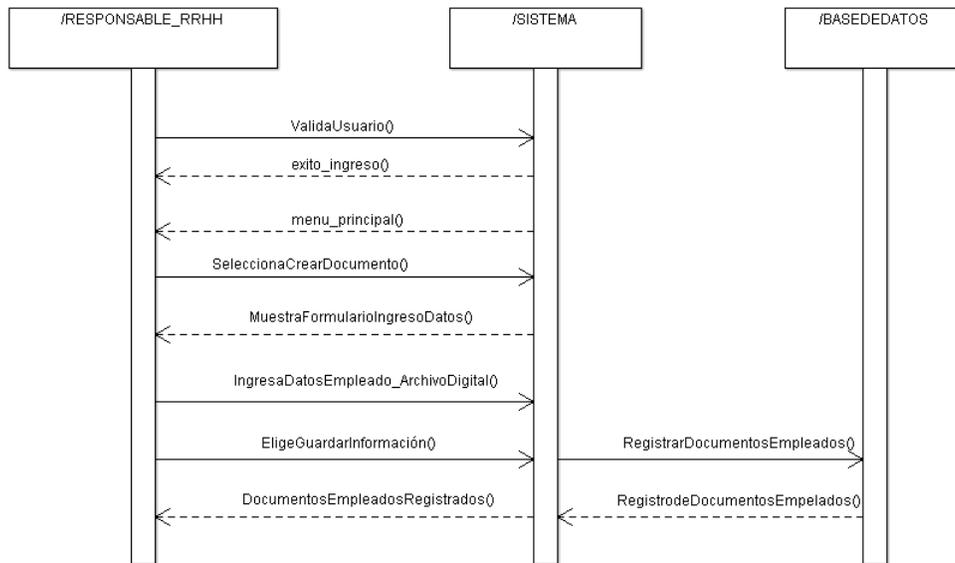 /RESPONSABLE_RRHH
/SISTEMA
/BASEDEDATOS
ValidaUsuario()
exito_ingreso()
menu_principal()
SeleccionaCrearDocumento()
MuestraFormularioIngresoDatos()
IngresaDatosEmpleado_ArchivoDigital()
EligeGuardarInformación()
RegistrarDocumentosEmpleados()
DocumentosEmpleadosRegistrados()
RegistrodeDocumentosEmpelados()